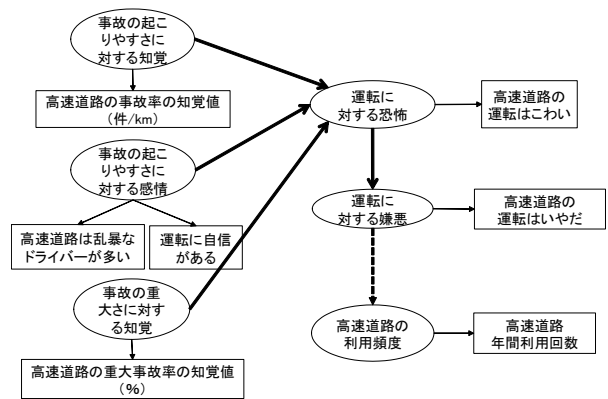 事故の起こ
りやすさに
対する知覚
高速道路の事故率の知覚値
（件/km）
事故の起こ
りやすさに
対する感情
高速道路は乱暴な
ドライバーが多い
運転に自信
がある
事故の重
大さに対す
る知覚
高速道路の重大事故率の知覚値
（%）
運転に
対する恐怖
高速道路の
運転はこわい
運転に
対する嫌悪
高速道路の
運転はいやだ
高速道路の
利用頻度
高速道路
年間利用回数